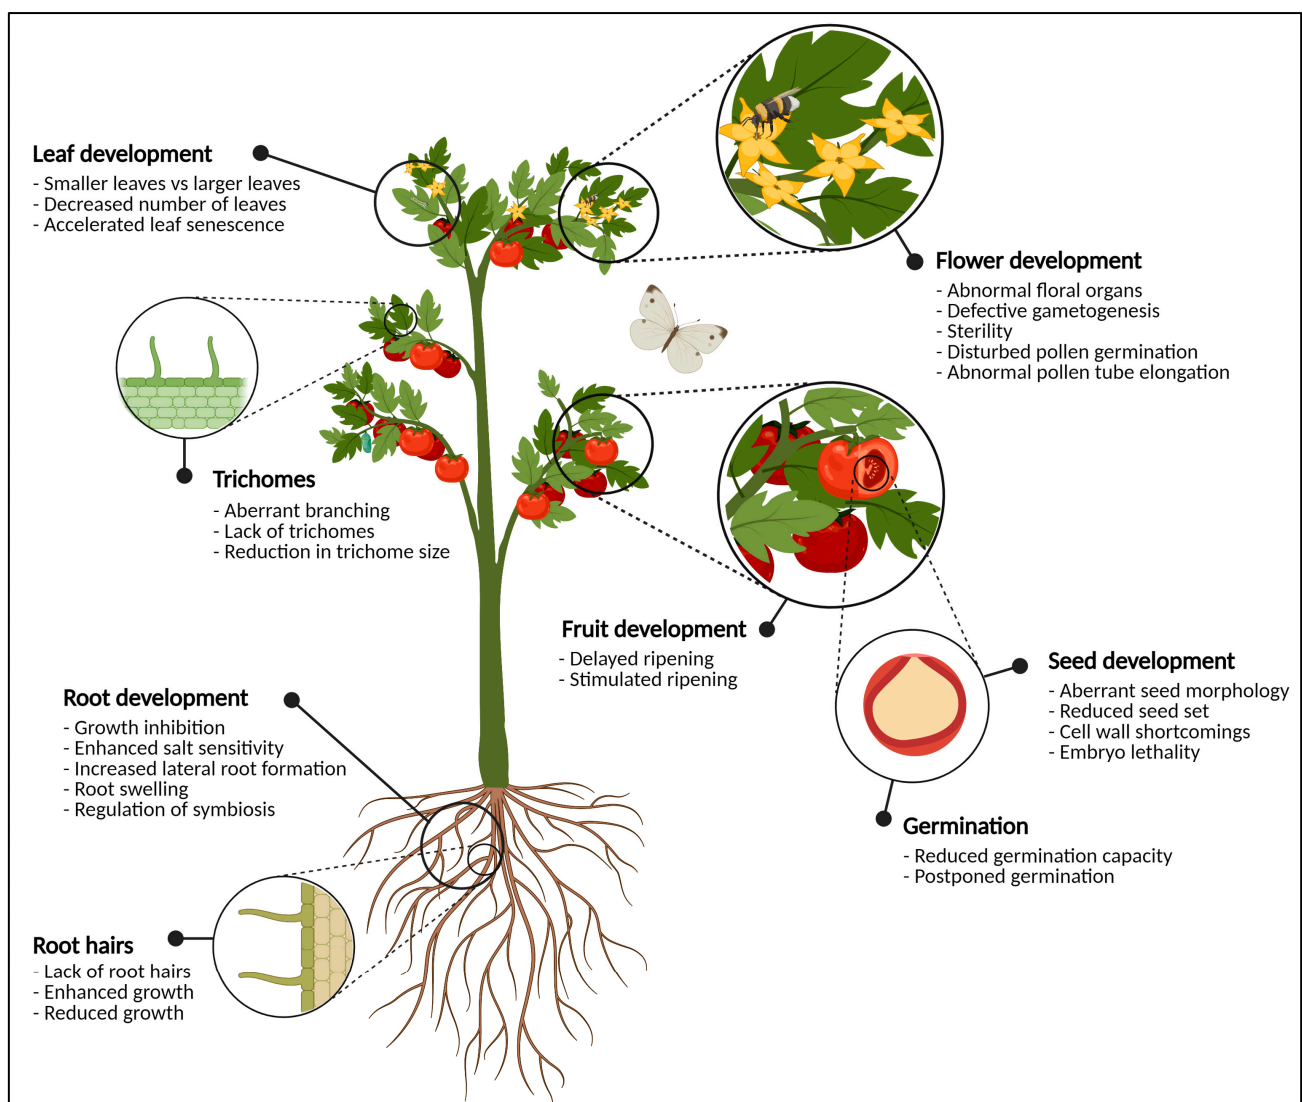 Leaf development
- Smaller leaves vs larger leaves
- Decreased number of leaves
- Accelerated leaf senescence
Flower development
- Abnormal floral organs
- Defective gametogenesis
- Sterility
- Disturbed pollen germination
- Abnormal pollen tube elongation
Trichomes
- Aberrant branching
- Lack of trichomes
- Reduction in trichome size
Fruit development
- Delayed ripening
- Stimulated ripening
Seed development
- Aberrant seed morphology
- Reduced seed set
- Cell wall shortcomings
- Embryo lethality
Root development
- Growth inhibition
- Enhanced salt sensitivity
- Increased lateral root formation
- Root swelling
- Regulation of symbiosis
Germination
- Reduced germination capacity
- Postponed germination
Root hairs
- Lack of root hairs
- Enhanced growth
- Reduced growth